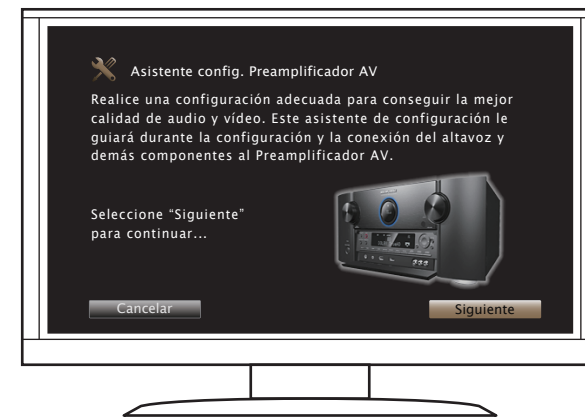 Asistente config. Preamplificador AV
Realice una configuración adecuada para conseguir la mejor
calidad de audio y vídeo. Este asistente de configuración le
guiará durante la configuración y la conexión del altavoz y
demás componentes al Preamplificador AV.
Seleccione “Siguiente”
para continuar...
Cancelar
Siguiente